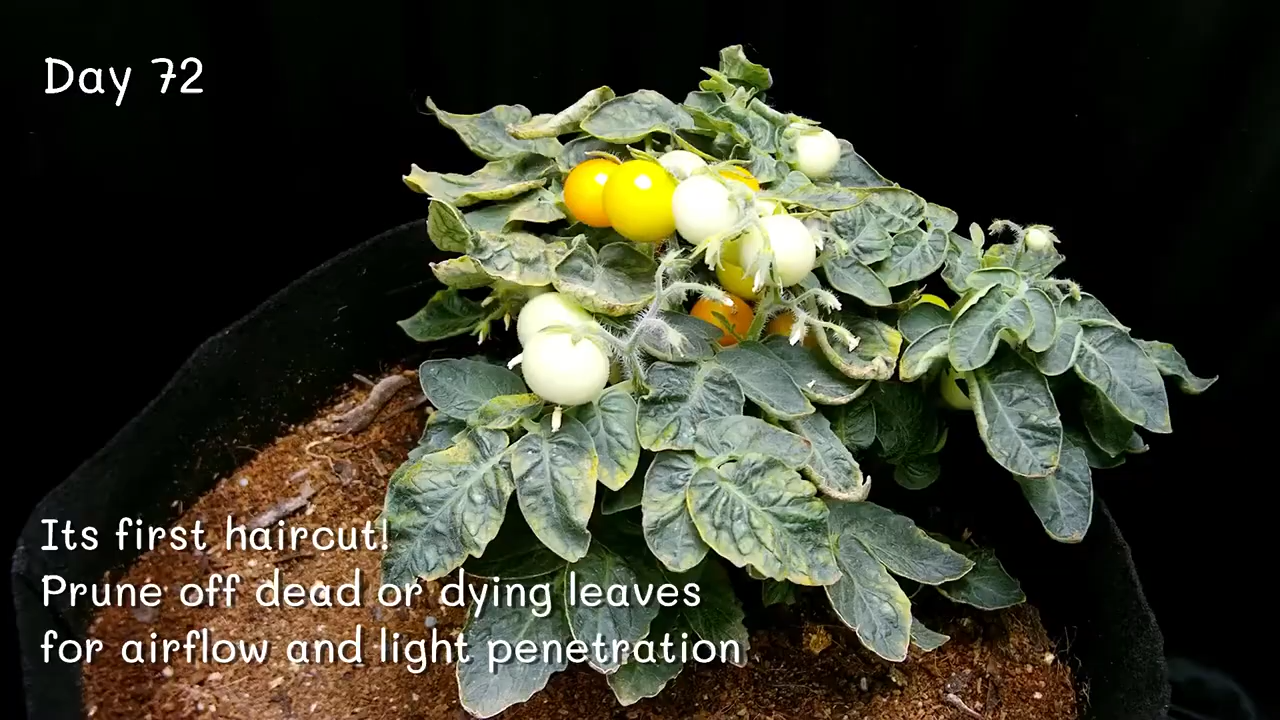 Day 72
Its first haircut!
Prune off dead or dying leaves
for airflow and light penetration